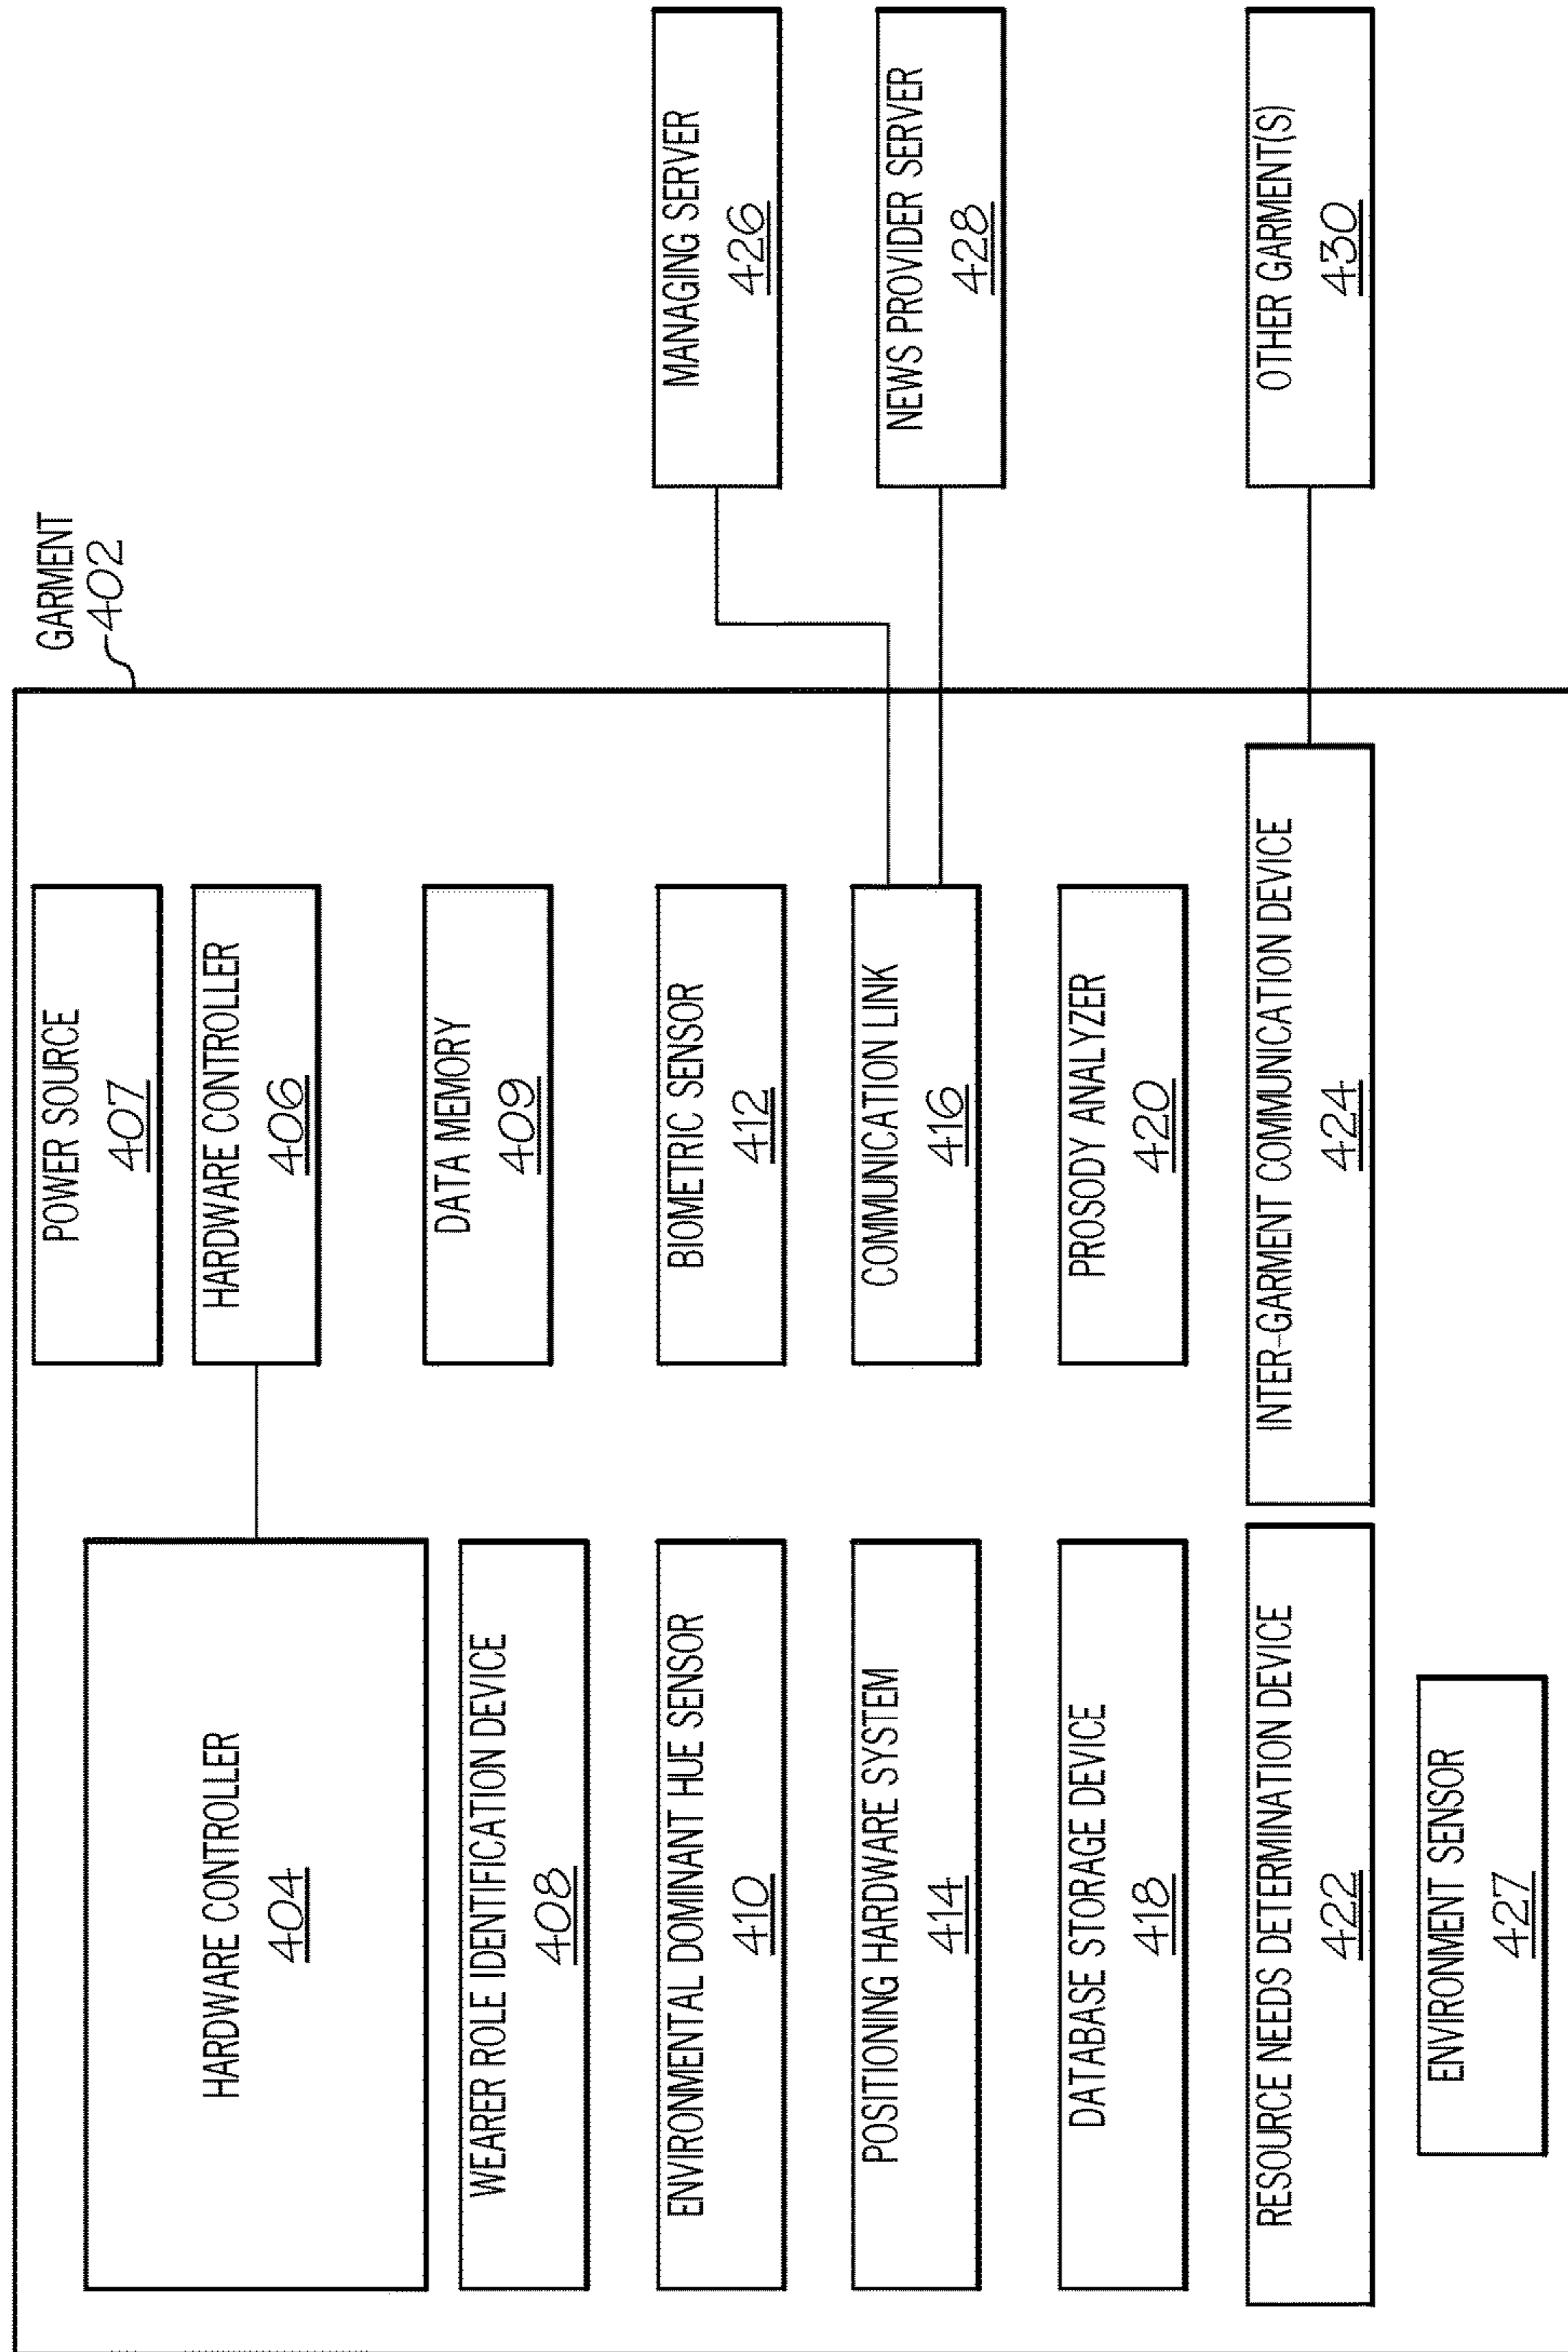 GARMENT
402
POWER SOURCE
407
HARDWARE CONTROLLER
404
HARDWARE CONTROLLER
406
WEARER ROLE IDENTIFICATION DEVICE
408
DATA MEMORY
409
ENVIRONMENTAL DOMINANT HUE SENSOR
410
BIOMETRIC SENSOR
412
MANAGING SERVER
426
POSITIONING HARDWARE SYSTEM
414
COMMUNICATION LINK
416
NEWS PROVIDER SERVER
428
DATABASE STORAGE DEVICE
418
PROSODY ANALYZER
420
RESOURCE NEEDS DETERMINATION DEVICE
422
INTER-GARMENT COMMUNICATION DEVICE
424
OTHER GARMENT(S)
430
ENVIRONMENT SENSOR
427